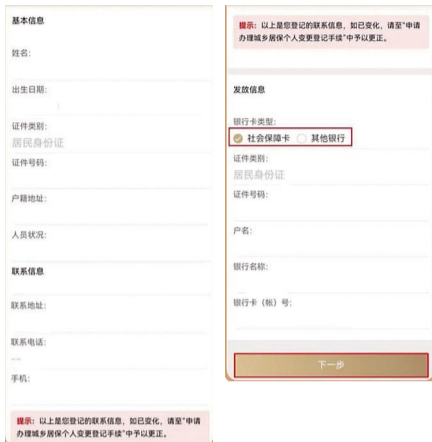 基本信息
姓名:
出生日期:
证件类别:
居民身份证
证件号码:
户籍地址:
人员状况:
联系信息
联系地址:
联系电话:
手机:
提示: 以上是您登记的联系信息, 如已变化, 请至“申请
办理城乡居保个人变更登记手续”中予以更正。
提示: 以上是您登记的联系信息, 如已变化, 请至“申请
办理城乡居保个人变更登记手续”中予以更正。
发放信息
银行卡类型:
社会保障卡 其他银行
证件类别:
居民身份证
证件号码:
户名:
银行名称:
银行卡（帐）号:
下一步